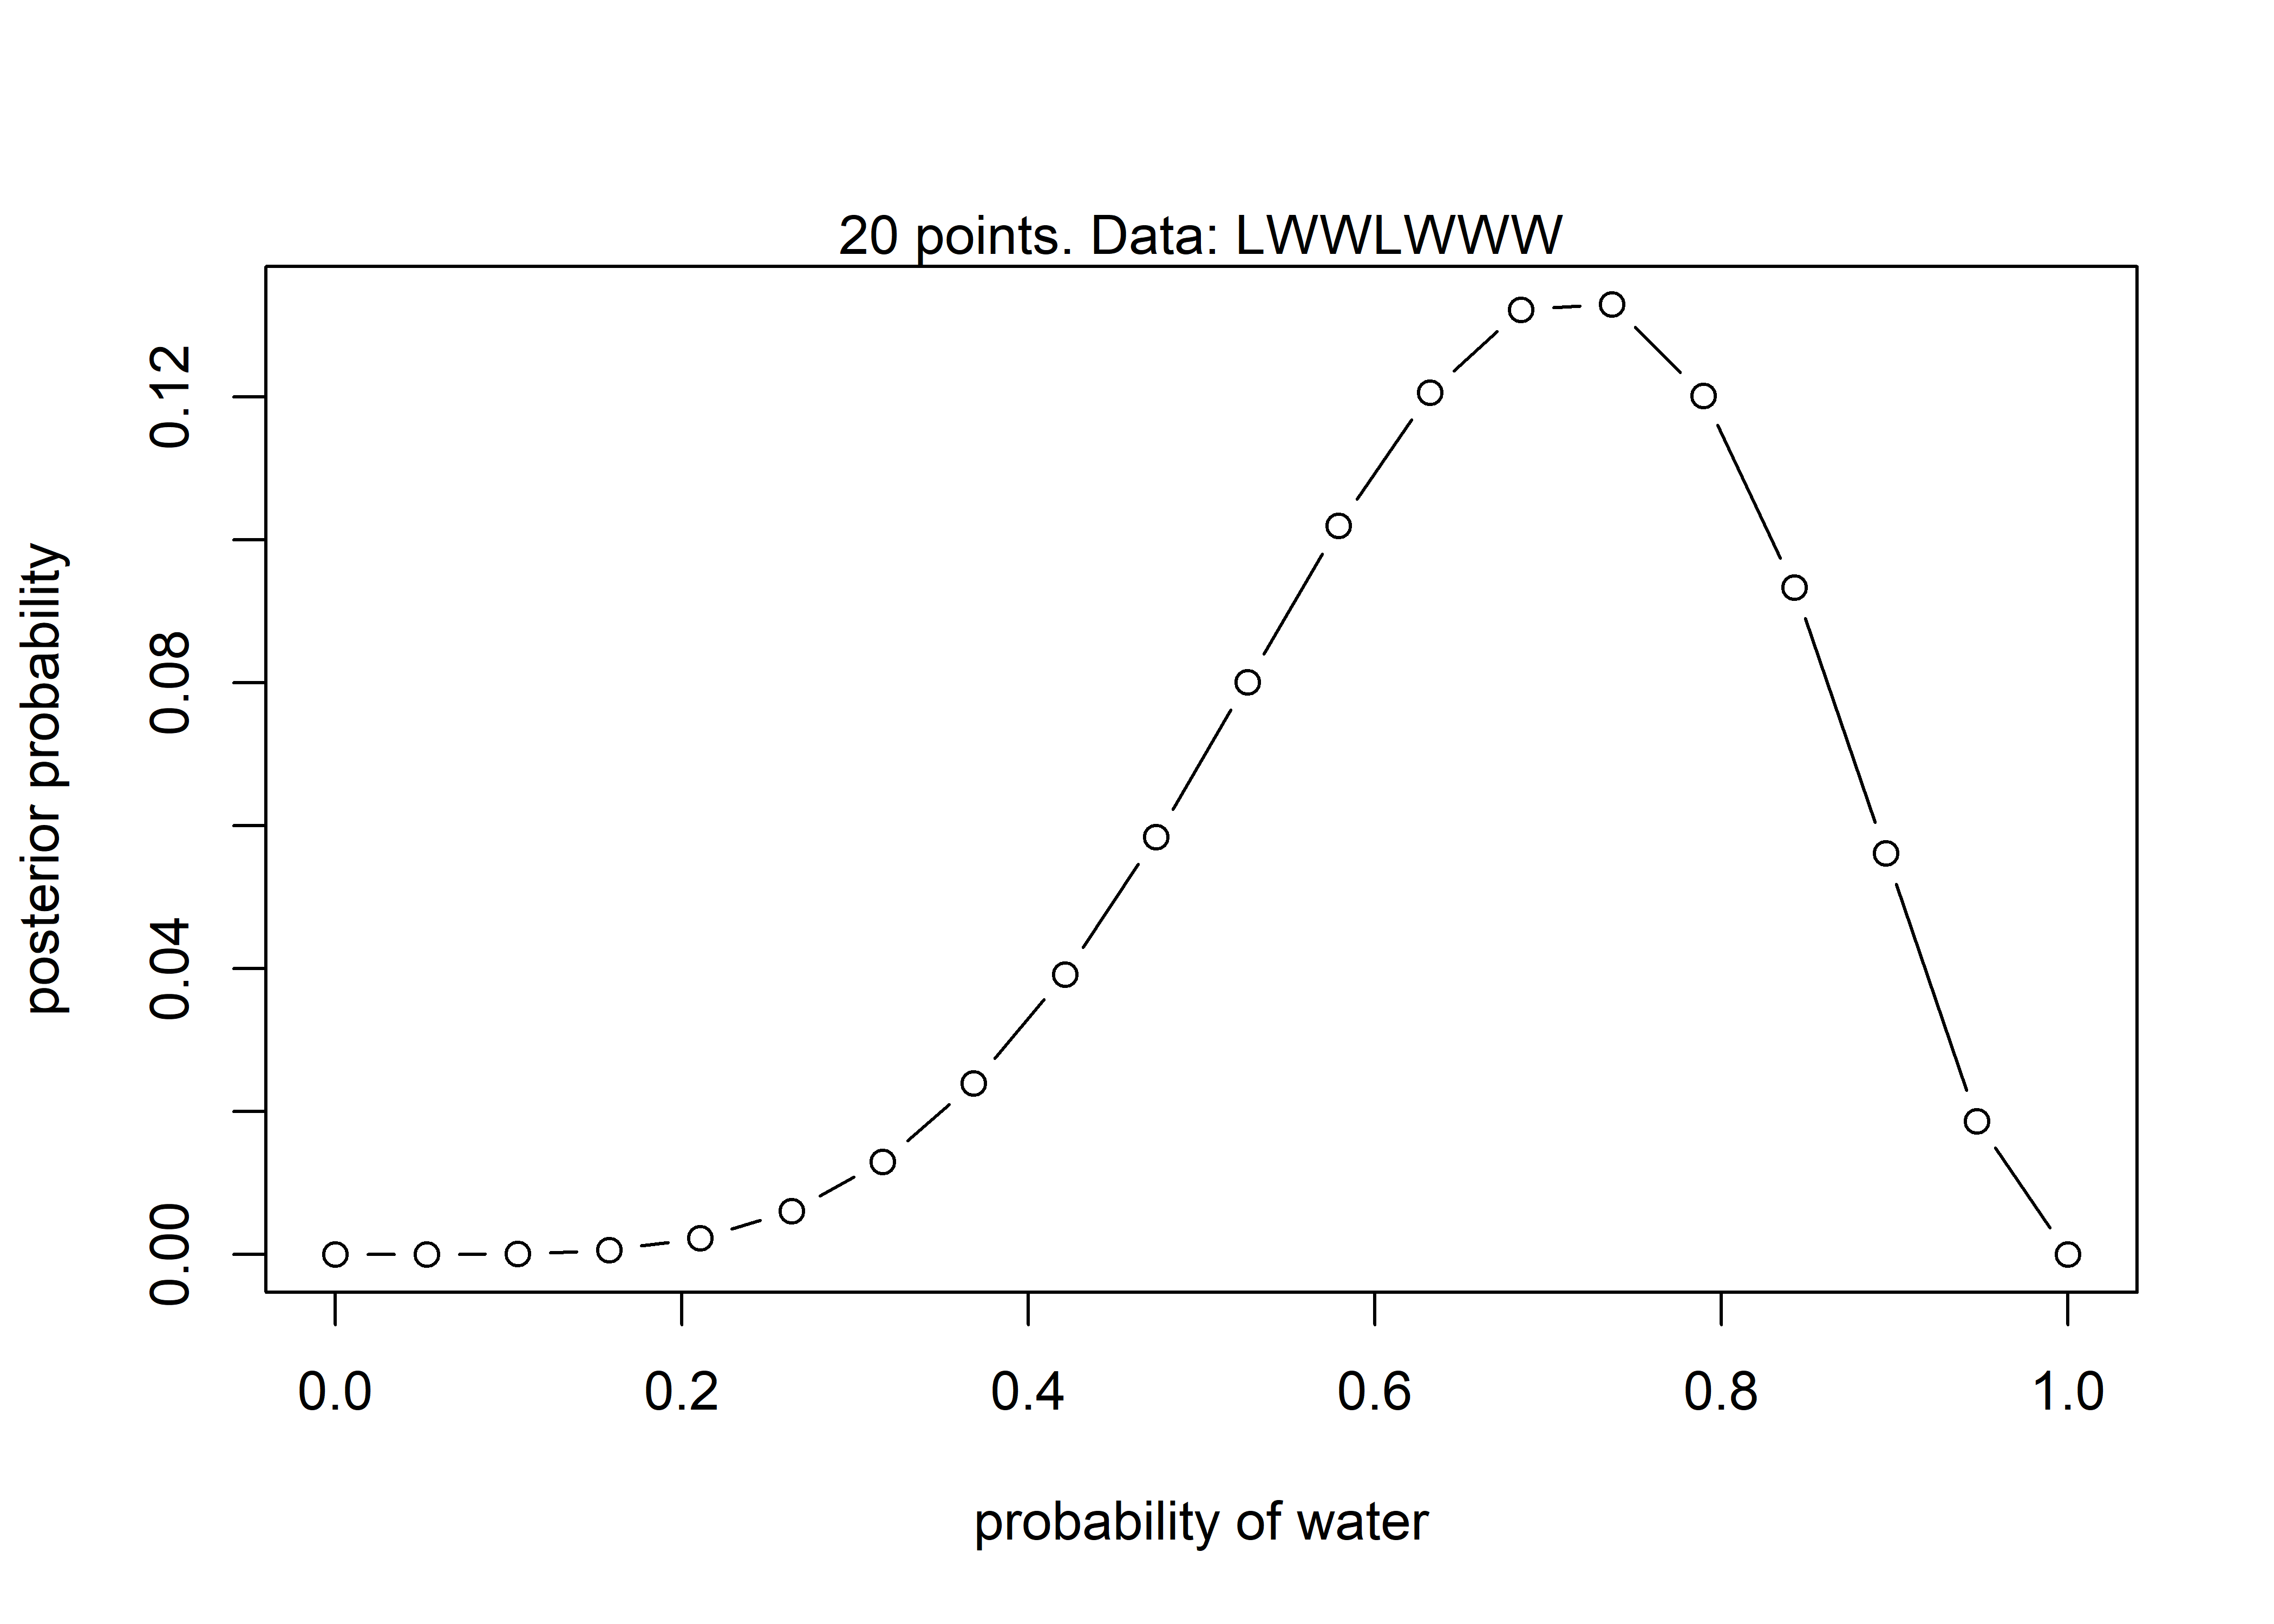 20 points. Data: LWWLWWW
posterior probability
0.12
0.08
0.04
0.00
0.0 0.2 0.4 0.6 0.8 1.0
probability of water